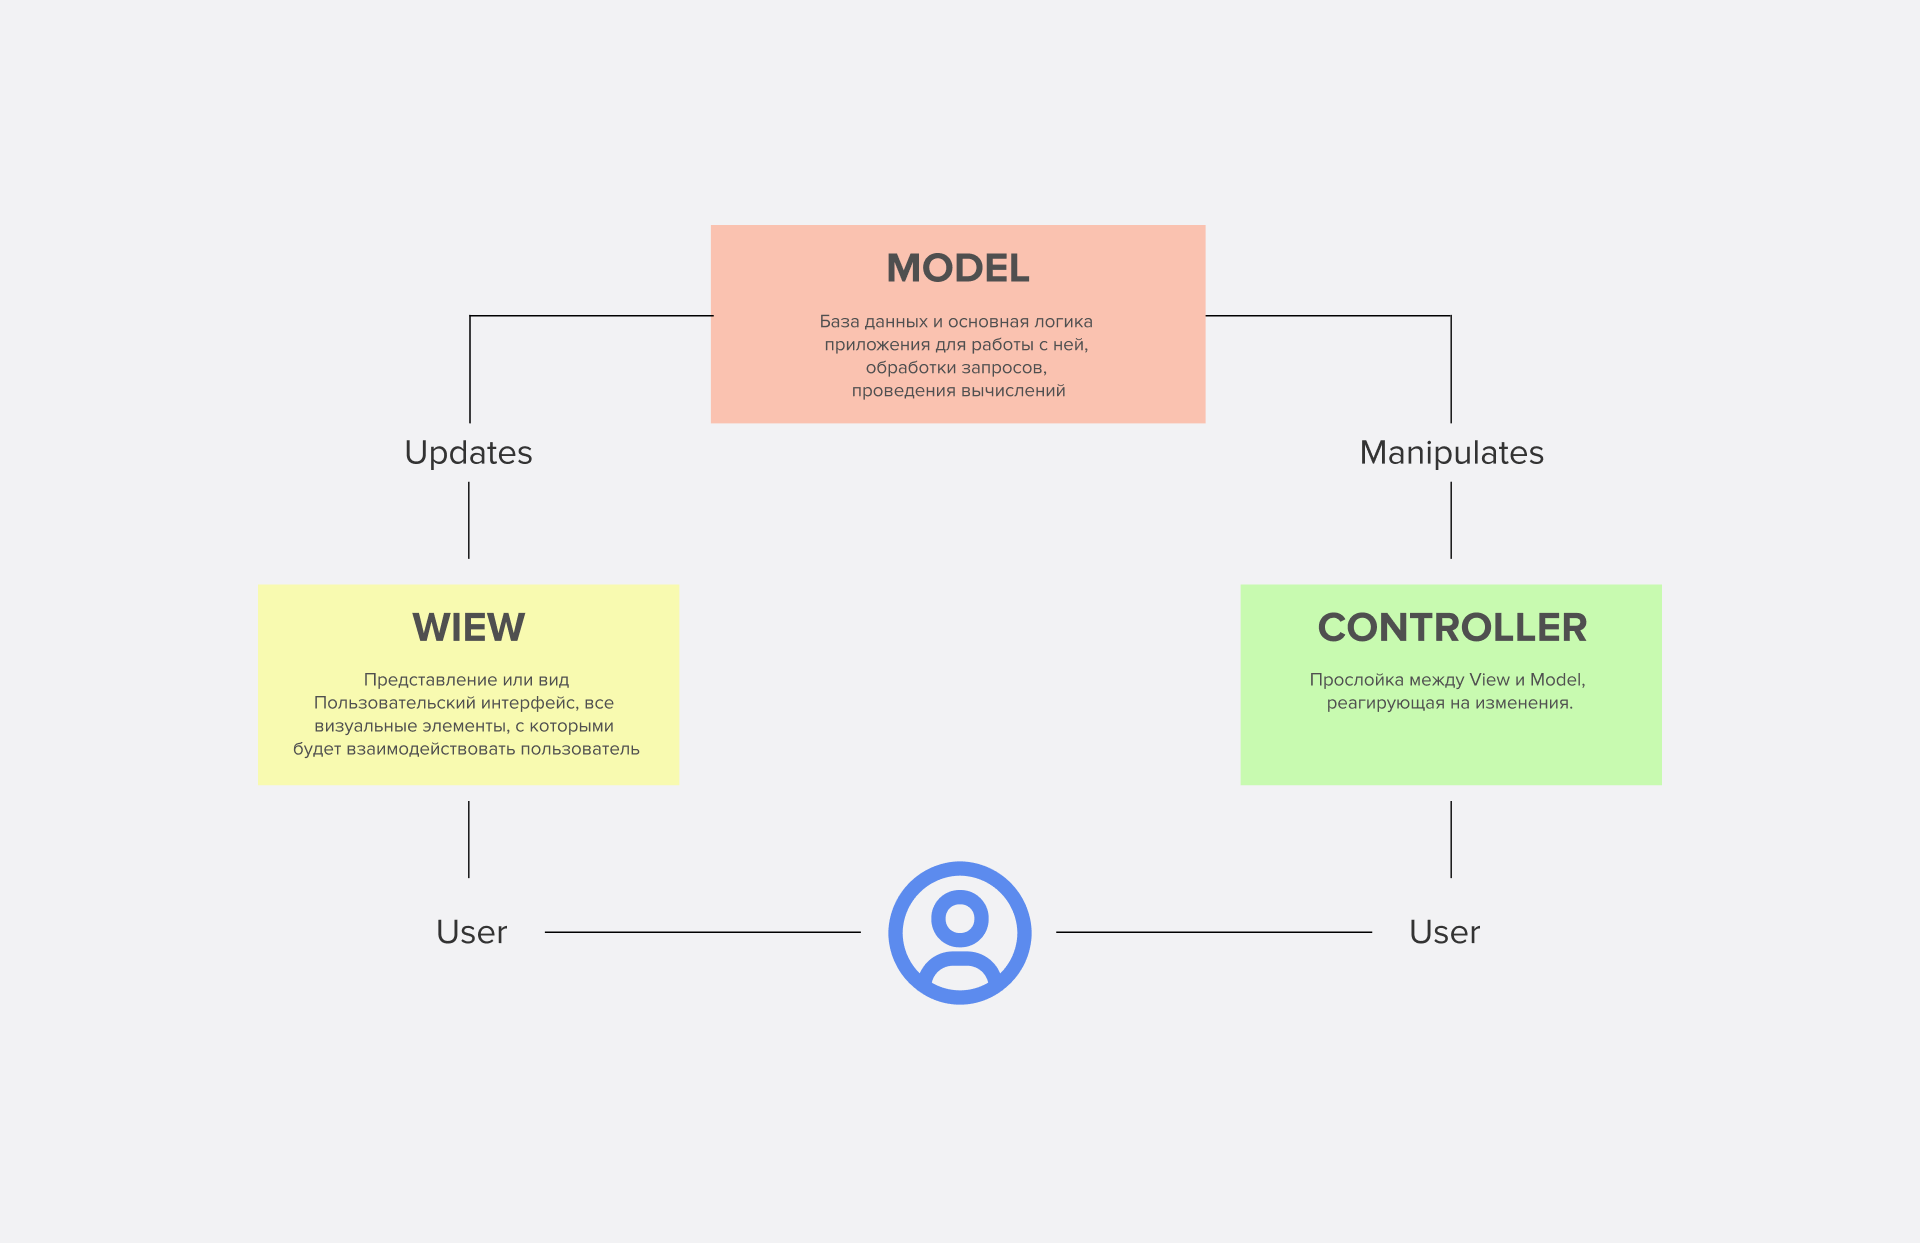 MODEL
База данных и основная логика
приложения для работы с ней,
обработки запросов,
проведения вычислений
Updates
Manipulates
WIEW
Представление или вид
Пользовательский интерфейс, все
визуальные элементы, с которыми
будет взаимодействовать пользователь
CONTROLLER
Прослойка между View и Model,
реагирующая на изменения.
User
User